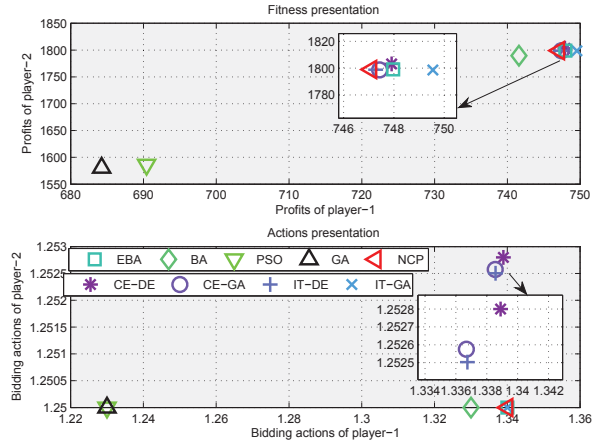 Fitness presentation
1850
1800
1750
1700
1650
1600
1550
Profits of player−2
1820
1800
1780
746 748 750
680 690 700 710 720 730 740 750
Profits of player−1
Actions presentation
1.253
1.2525
1.252
1.2515
1.251
1.2505
1.25
Bidding actions of player−2
EBA BA PSO GA NCP
CE−DE CE−GA IT−DE IT−GA
1.2528
1.2527
1.2526
1.2525
1.334 1.336 1.338 1.34 1.342
1.22 1.24 1.26 1.28 1.3 1.32 1.34 1.36
Bidding actions of player−1